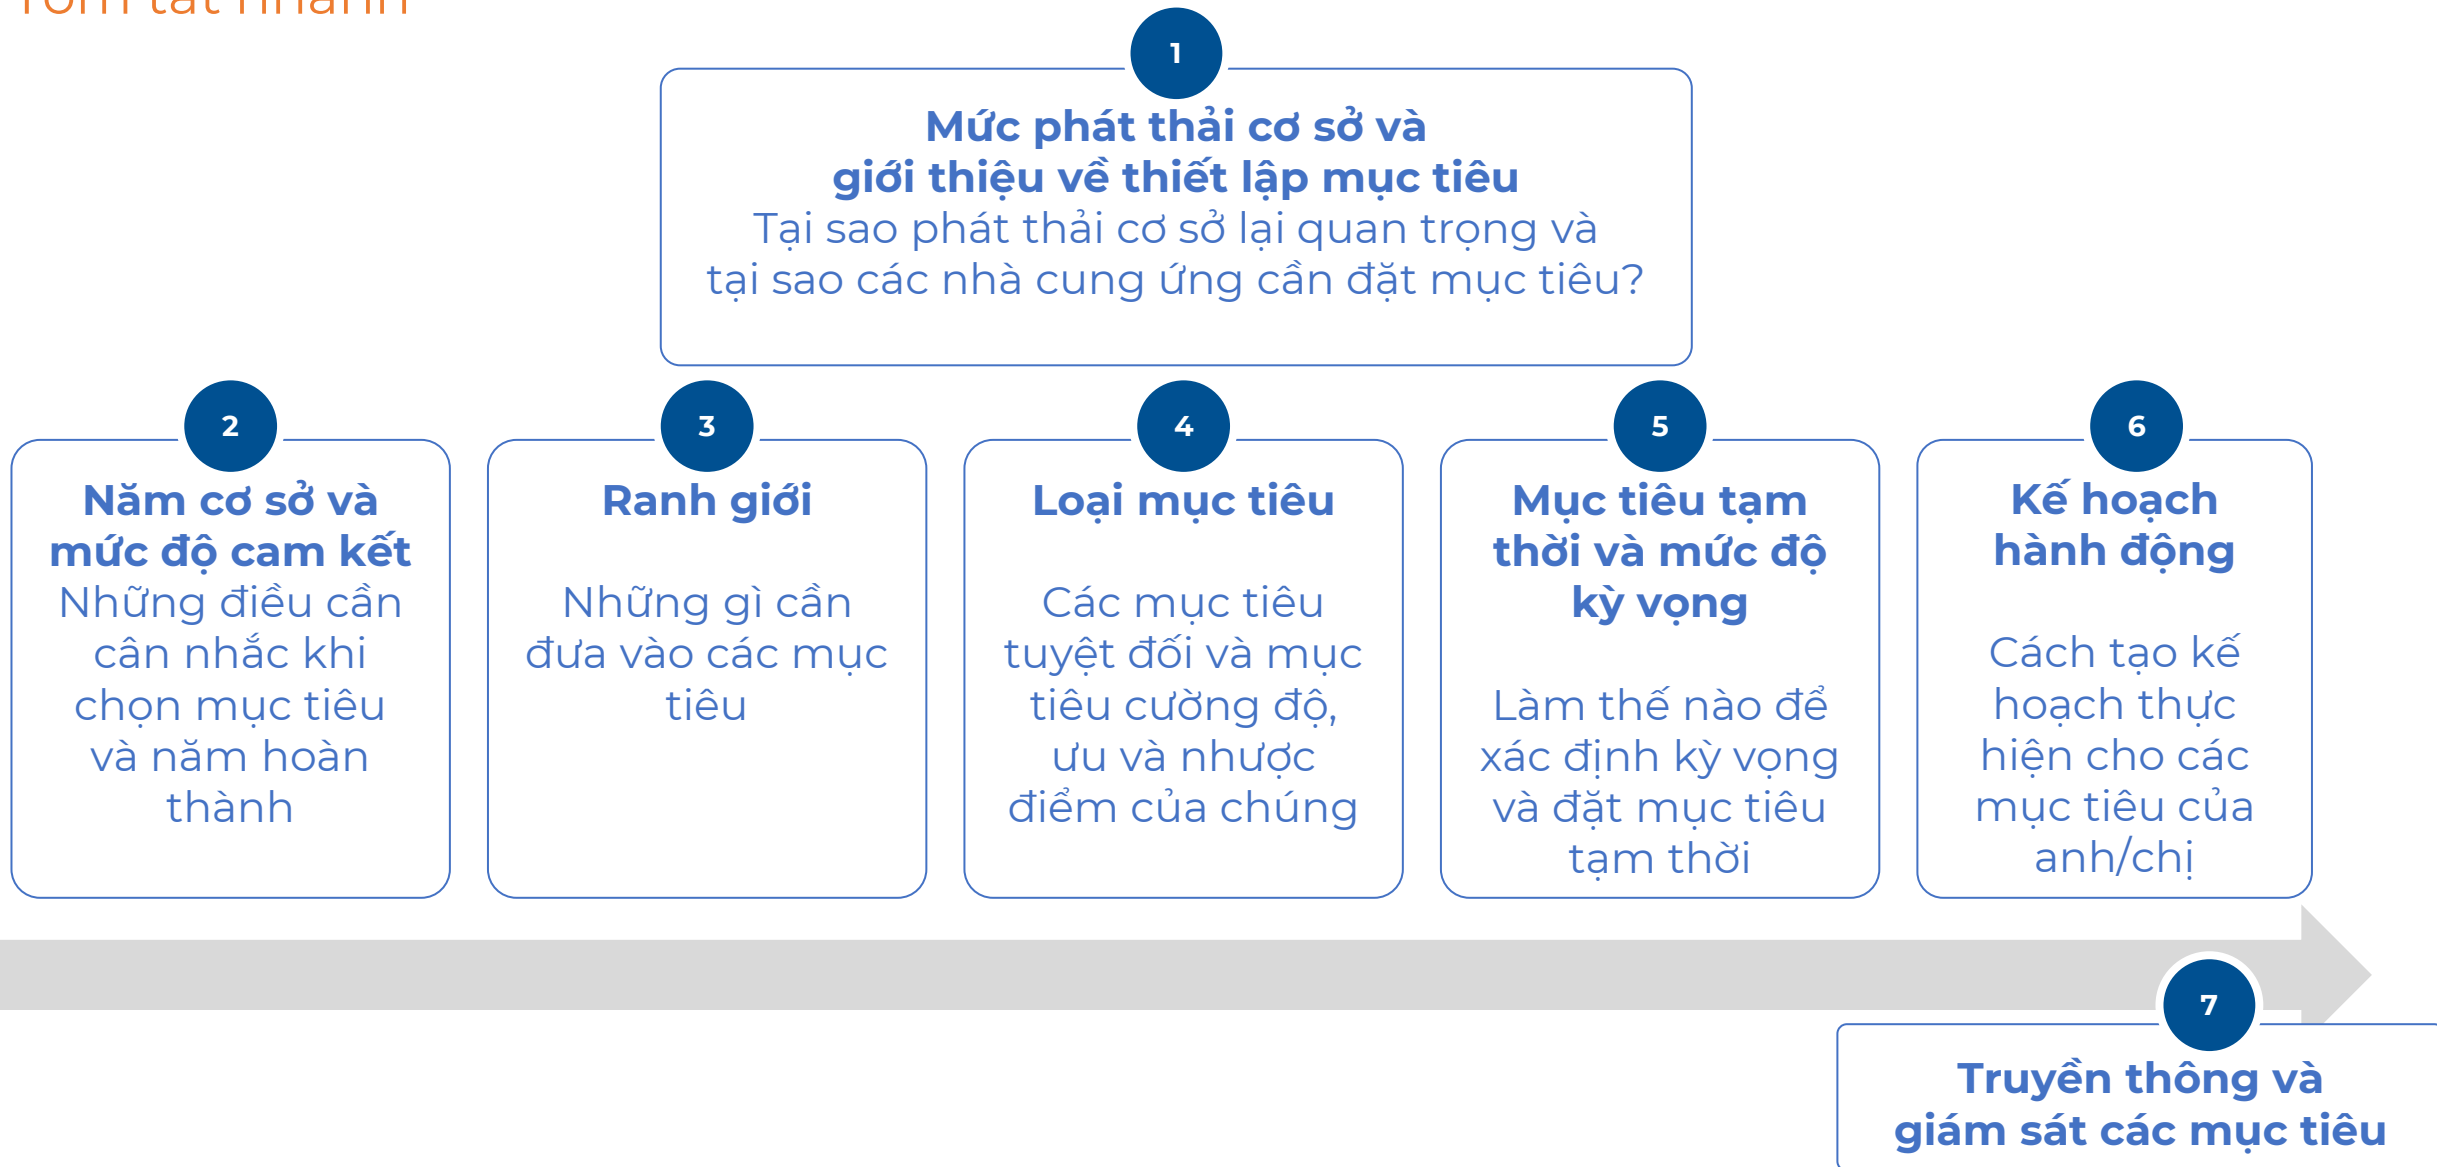 Tóm tắt nhanh
1
Mức phát thải cơ sở và
giới thiệu về thiết lập mục tiêu
Tại sao phát thải cơ sở lại quan trọng và
tại sao các nhà cung ứng cần đặt mục tiêu?
2
Năm cơ sở và
mức độ cam kết
Những điều cần
cân nhắc khi
chọn mục tiêu
và năm hoàn
thành
3
Ranh giới
Những gì cần
đưa vào các mục
tiêu
4
Loại mục tiêu
Các mục tiêu
tuyệt đối và mục
tiêu cường độ,
ưu và nhược
điểm của chúng
5
Mục tiêu tạm
thời và mức độ
kỳ vọng
Làm thế nào để
xác định kỳ vọng
và đặt mục tiêu
tạm thời
6
Kế hoạch
hành động
Cách tạo kế
hoạch thực
hiện cho các
mục tiêu của
anh/chị
7
Truyền thông và
giám sát các mục tiêu